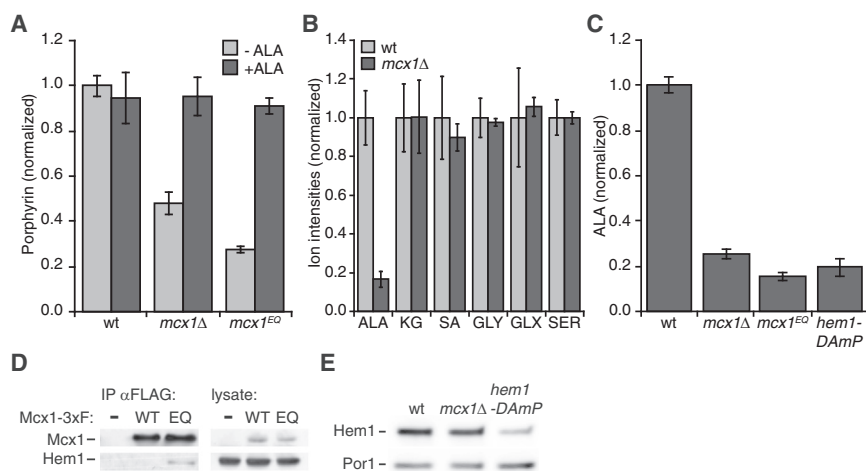 A
Porphyrin (normalized)
1.2
1.0
0.8
0.6
0.4
0.2
0.0
- ALA
+ALA
wt
mcx1Δ
mcx1EQ
B
Ion intensities (normalized)
1.4
1.2
1.0
0.8
0.6
0.4
0.2
0.0
wt
mcx1Δ
ALA KG SA GLY GLX SER
C
ALA (normalized)
1.2
1.0
0.8
0.6
0.4
0.2
0.0
wt
mcx1Δ
mcx1EQ
hem1-
DAmP
D
IP αFLAG: lysate:
Mcx1-3xF: – WT EQ – WT EQ
Mcx1–
Hem1–
E
wt mcx1Δ hem1
-DAmP
Hem1–
Por1–